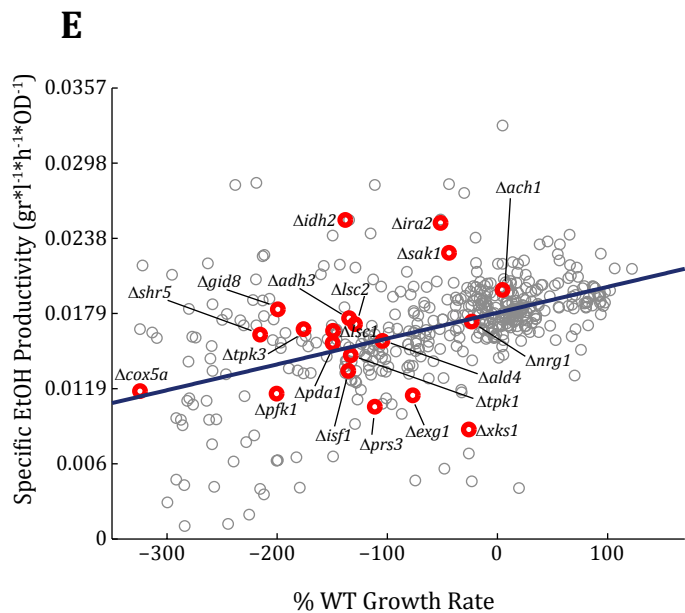 E
Specific EtOH Productivity (gr*l⁻¹*h⁻¹*OD⁻¹)
0.0357
0.0298
0.0238
0.0179
0.0119
0.006
0
Δach1
Δidh2
Δira2
Δsak1
Δgid8
Δadh3
Δlsc2
Δshr5
Δlsc1
Δtpk3
Δnrg1
Δcox5a
Δpda1
Δald4
Δpfk1
Δtpk1
Δisf1
Δprs3
Δexg1
Δxks1
−300
−200
−100
0
100
% WT Growth Rate